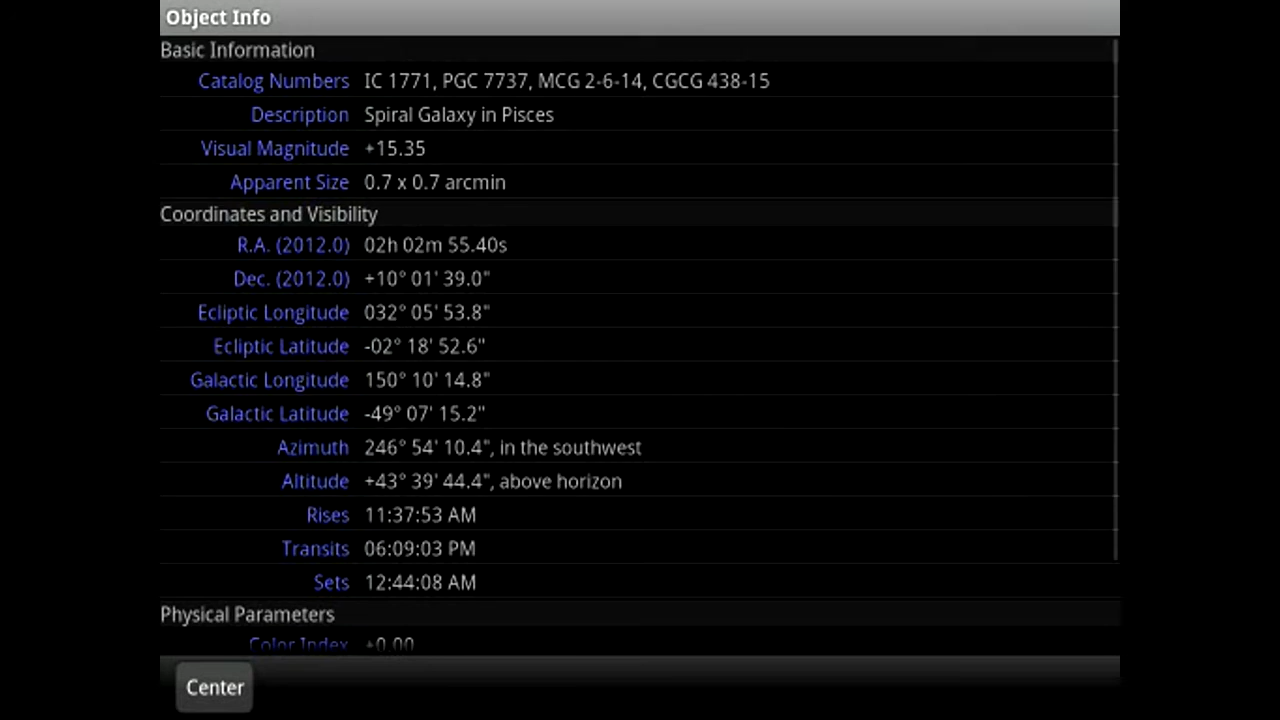 Object Info
Basic Information
Catalog Numbers IC 1771, PGC 7737, MCG 2-6-14, CGCG 438-15
Description Spiral Galaxy in Pisces
Visual Magnitude +15.35
Apparent Size 0.7 x 0.7 arcmin
Coordinates and Visibility
R.A. (2012.0) 02h 02m 55.40s
Dec. (2012.0) +10° 01' 39.0"
Ecliptic Longitude 032° 05' 53.8"
Ecliptic Latitude -02° 18' 52.6"
Galactic Longitude 150° 10' 14.8"
Galactic Latitude -49° 07' 15.2"
Azimuth 246° 54' 10.4", in the southwest
Altitude +43° 39' 44.4", above horizon
Rises 11:37:53 AM
Transits 06:09:03 PM
Sets 12:44:08 AM
Physical Parameters
Color Index +0.00
Center